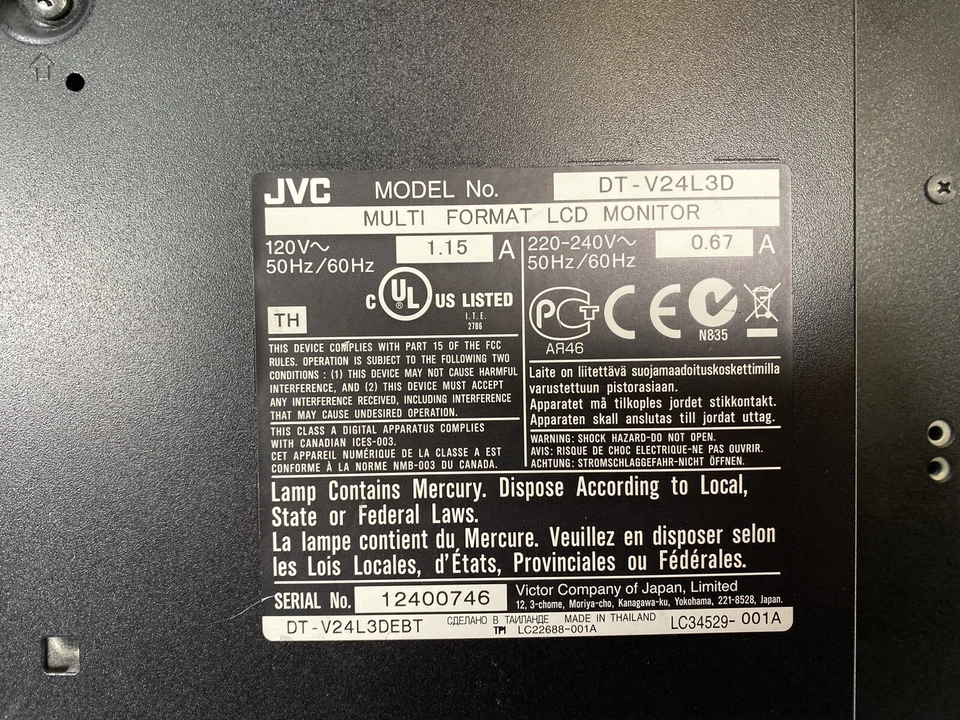 JVC MODEL No. DT-V24L3D
MULTI FORMAT LCD MONITOR
120V~ 1.15 A
50Hz/60Hz
220-240V~ 0.67 A
50Hz/60Hz
C UL ® US LISTED
I.T.E.
2786
TH
РСТ CE N835
АЯ46
THIS DEVICE COMPLIES WITH PART 15 OF THE FCC
RULES. OPERATION IS SUBJECT TO THE FOLLOWING TWO
CONDITIONS : (1) THIS DEVICE MAY NOT CAUSE HARMFUL
INTERFERENCE, AND (2) THIS DEVICE MUST ACCEPT
ANY INTERFERENCE RECEIVED, INCLUDING INTERFERENCE
THAT MAY CAUSE UNDESIRED OPERATION.
THIS CLASS A DIGITAL APPARATUS COMPLIES
WITH CANADIAN ICES-003.
CET APPAREIL NUMÉRIQUE DE LA CLASSE A EST
CONFORME À LA NORME NMB-003 DU CANADA.
Laite on liitettävä suojamaadoituskoskettimilla
varustettuun pistorasiaan.
Apparatet må tilkoples jordet stikkontakt.
Apparaten skall anslutas till jordat uttag.
WARNING: SHOCK HAZARD-DO NOT OPEN.
AVIS: RISQUE DE CHOC ELECTRIQUE-NE PAS OUVRIR.
ACHTUNG: STROMSCHLAGGEFAHR-NICHT ÖFFNEN.
Lamp Contains Mercury. Dispose According to Local,
State or Federal Laws.
La lampe contient du Mercure. Veuillez en disposer selon
les Lois Locales, d'États, Provinciales ou Fédérales.
SERIAL No. 12400746
Victor Company of Japan, Limited
12, 3-chome, Moriya-cho, Kanagawa-ku, Yokohama, 221-8528, Japan.
DT-V24L3DEBT
СДЕЛАНО В ТАИЛАНДЕ MADE IN THAILAND
TPI LC22688-001A
LC34529-001A